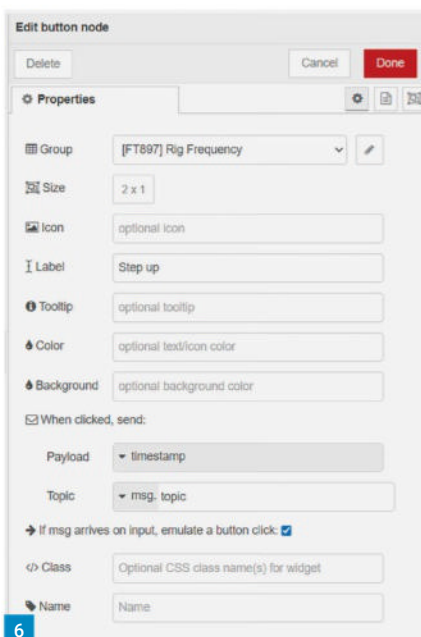 Edit button node
Delete Cancel Done
Properties
Group [FT897] Rig Frequency
Size 2 x 1
Icon optional icon
Label Step up
Tooltip optional tooltip
Color optional text/icon color
Background optional background color
When clicked, send:
Payload timestamp
Topic msg. topic
If msg arrives on input, emulate a button click:
</> Class Optional CSS class name(s) for widget
Name Name
6